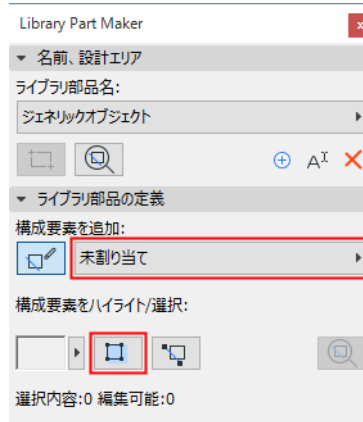 Library Part Maker
名前、設計エリア
ライブラリ部品名:
ジェネリックオブジェクト
ライブラリ部品の定義
構成要素を追加:
未割り当て
構成要素をハイライト/選択:
選択内容:0 編集可能:0